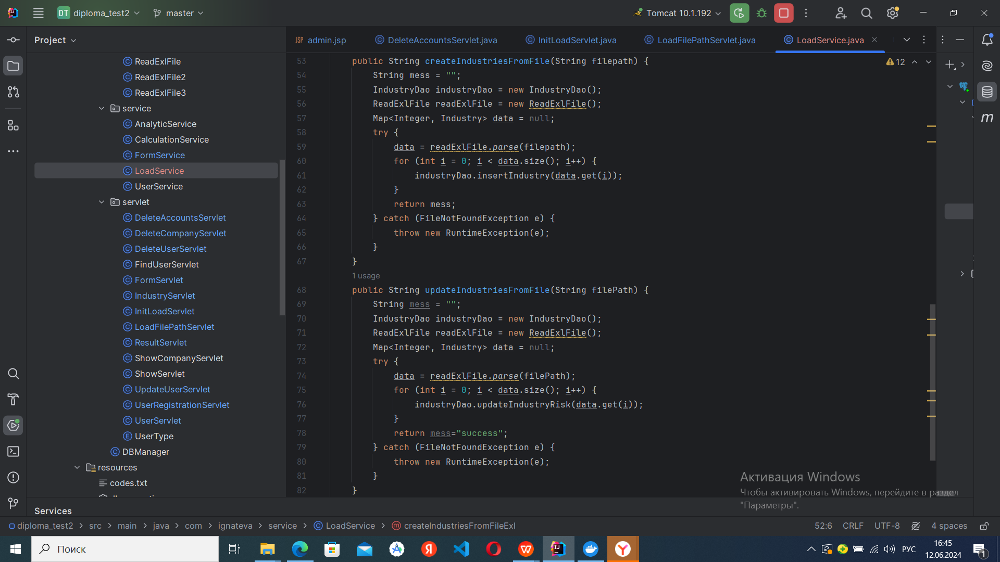 DT diploma_test2 master Tomcat 10.1.192
Project
JSP admin.jsp DeleteAccountsServlet.java InitLoadServlet.java LoadFilePathServlet.java LoadService.java
ReadExlFile
ReadExlFile2
ReadExlFile3
service
AnalyticService
CalculationService
FormService
LoadService
UserService
servlet
DeleteAccountsServlet
DeleteCompanyServlet
DeleteUserServlet
FindUserServlet
FormServlet
IndustryServlet
InitLoadServlet
LoadFilePathServlet
ResultServlet
ShowCompanyServlet
ShowServlet
UpdateUserServlet
UserRegistrationServlet
UserServlet
UserType
DBManager
resources
codes.txt
12
53 public String createIndustriesFromFile(String filepath) {
54 String mess = "";
55 IndustryDao industryDao = new IndustryDao();
56 ReadExlFile readExlFile = new ReadExlFile();
57 Map<Integer, Industry> data = null;
58 try {
59 data = readExlFile.parse(filepath);
60 for (int i = 0; i < data.size(); i++) {
61 industryDao.insertIndustry(data.get(i));
62 }
63 return mess;
64 } catch (FileNotFoundException e) {
65 throw new RuntimeException(e);
66 }
67 }
1 usage
68 public String updateIndustriesFromFile(String filePath) {
69 String mess = "";
70 IndustryDao industryDao = new IndustryDao();
71 ReadExlFile readExlFile = new ReadExlFile();
72 Map<Integer, Industry> data = null;
73 try {
74 data = readExlFile.parse(filePath);
75 for (int i = 0; i < data.size(); i++) {
76 industryDao.updateIndustryRisk(data.get(i));
77 }
78 return mess="success";
79 } catch (FileNotFoundException e) {
80 throw new RuntimeException(e);
81 }
82 }
Активация Windows
Чтобы активировать Windows, перейдите в раздел
"Параметры".
Services
diploma_test2 > src > main > java > com > ignateva > service > LoadService > createIndustriesFromFileExl 52:6 CRLF UTF-8 4 spaces
Поиск
РУС
16:45
12.06.2024
1